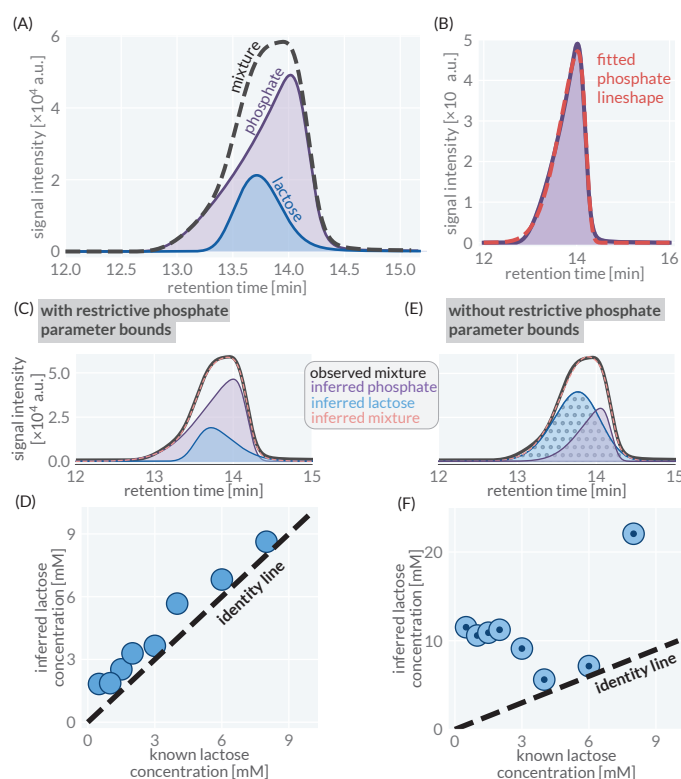 (A)
signal intensity [×10⁴ a.u.]
6
4
2
0
mixture
phosphate
lactose
12.0 12.5 13.0 13.5 14.0 14.5 15.0
retention time [min]
(B)
signal intensity [×10 a.u.]
5
4
3
2
1
0
fitted
phosphate
lineshape
12 14 16
retention time [min]
(C) with restrictive phosphate
parameter bounds
signal intensity
[×10⁴ a.u.]
5.0
2.5
0.0
12 13 14 15
retention time [min]
observed mixture
inferred phosphate
inferred lactose
inferred mixture
(E) without restrictive phosphate
parameter bounds
12 13 14 15
retention time [min]
(D)
inferred lactose
concentration [mM]
9
6
3
0
identity line
0 3 6 9
known lactose
concentration [mM]
(F)
inferred lactose
concentration [mM]
20
10
0
identity line
0 3 6 9
known lactose
concentration [mM]